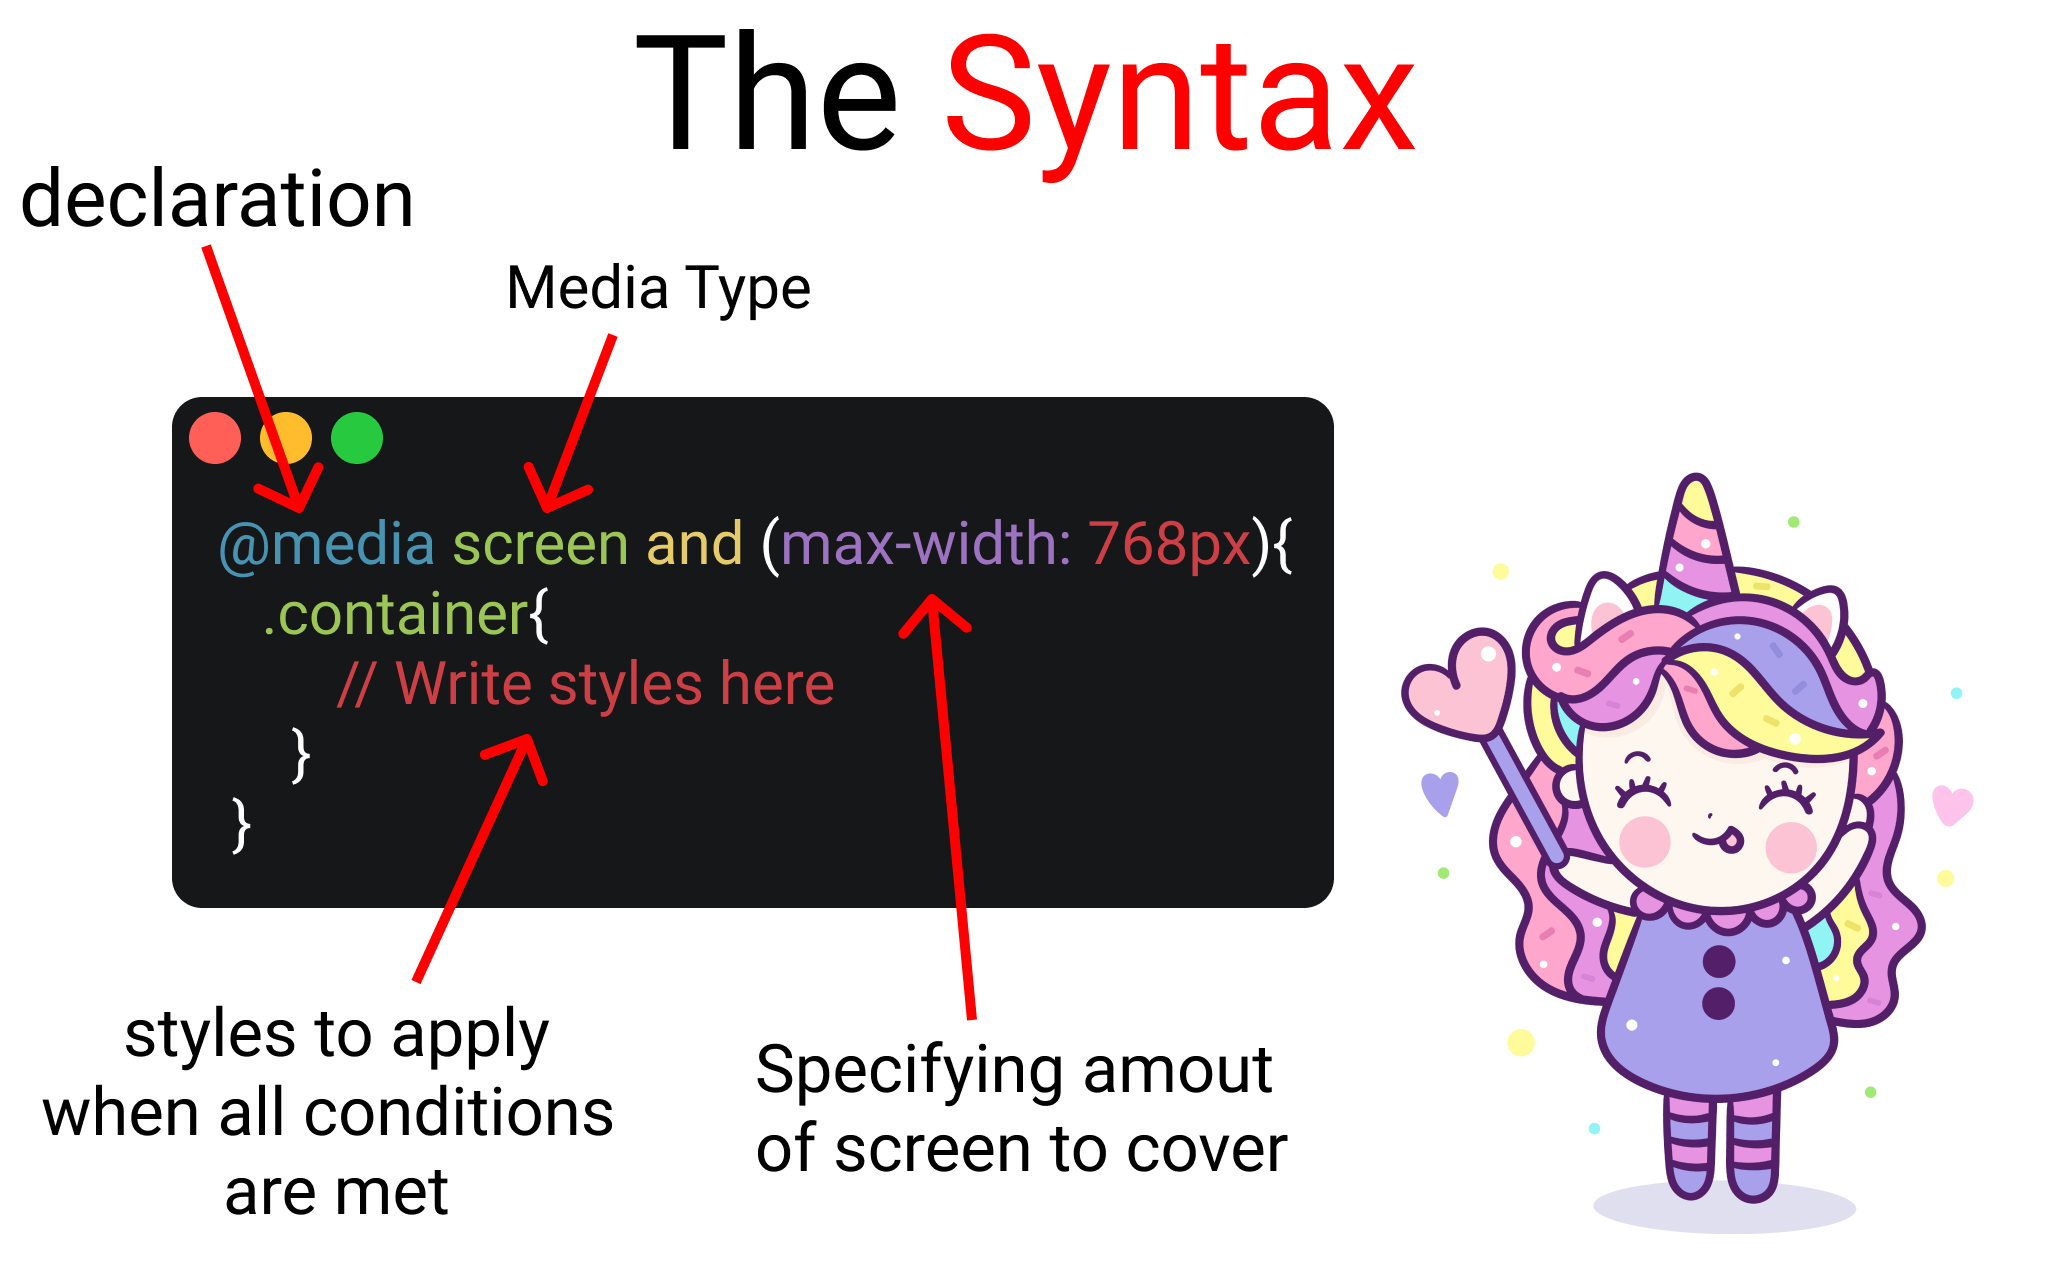 The Syntax
declaration
Media Type
@media screen and (max-width: 768px){
.container{
// Write styles here
}
}
styles to apply
when all conditions
are met
Specifying amout
of screen to cover